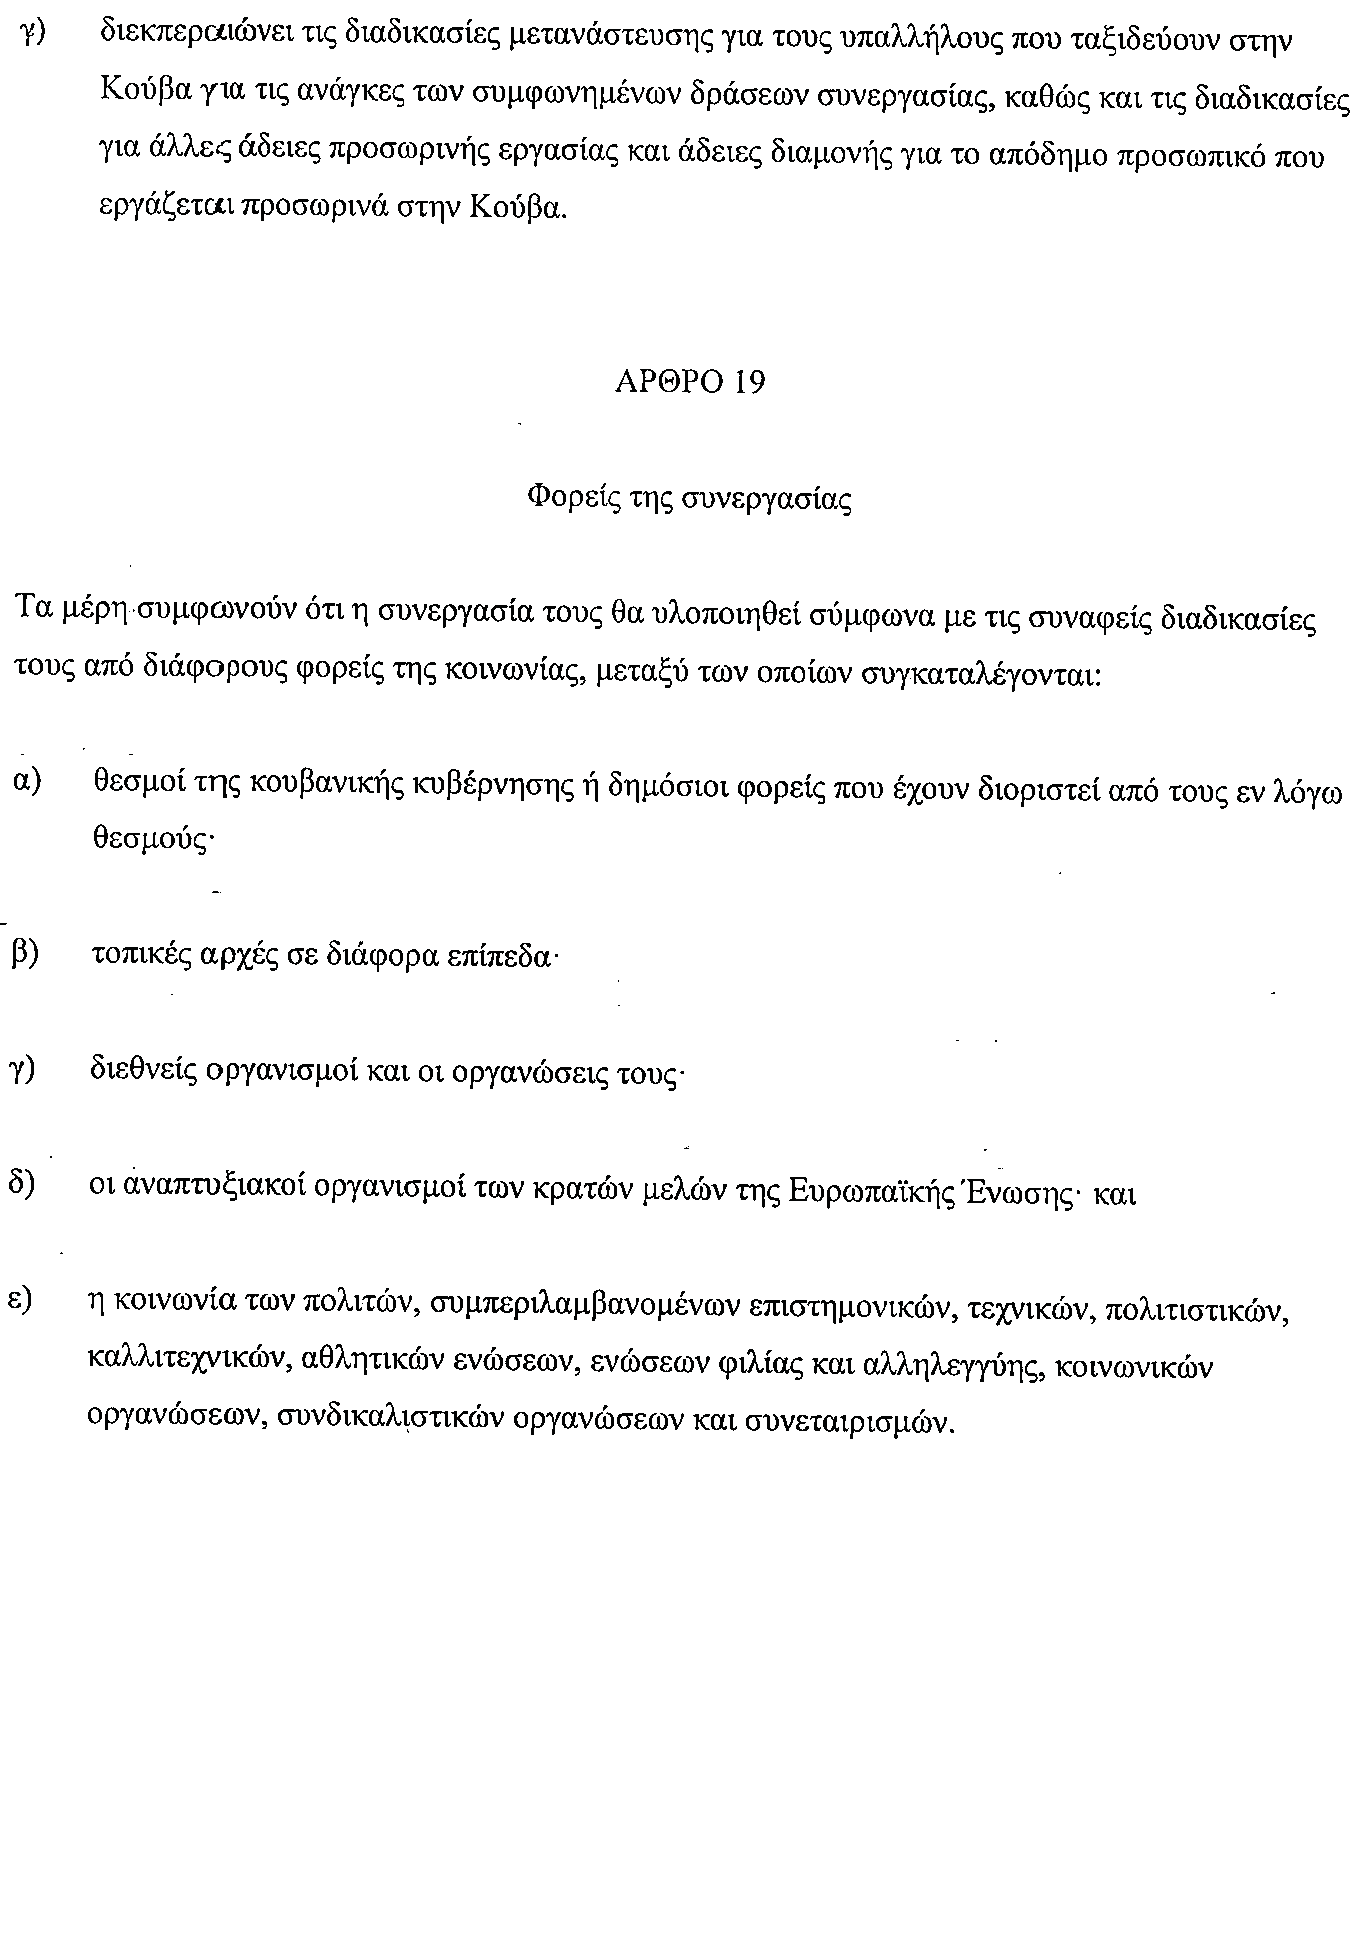 γ) διεκπεραιώνει τις διαδικασίες μετανάστευσης για τους υπαλλήλους που ταξιδεύουν στην
Κούβα για τις ανάγκες των συμφωνημένων δράσεων συνεργασίας, καθώς και τις διαδικασίες
για άλλες άδειες προσωρινής εργασίας και άδειες διαμονής για το απόδημο προσωπικό που
εργάζεται προσωρινά στην Κούβα.
ΑΡΘΡΟ 19
Φορείς της συνεργασίας
Τα μέρη συμφωνούν ότι η συνεργασία τους θα υλοποιηθεί σύμφωνα με τις συναφείς διαδικασίες
τους από διάφορους φορείς της κοινωνίας, μεταξύ των οποίων συγκαταλέγονται:
α) θεσμοί της κουβανικής κυβέρνησης ή δημόσιοι φορείς που έχουν διοριστεί από τους εν λόγω
θεσμούς·
β) τοπικές αρχές σε διάφορα επίπεδα·
γ) διεθνείς οργανισμοί και οι οργανώσεις τους·
δ) οι αναπτυξιακοί οργανισμοί των κρατών μελών της Ευρωπαϊκής Ένωσης· και
ε) η κοινωνία των πολιτών, συμπεριλαμβανομένων επιστημονικών, τεχνικών, πολιτιστικών,
καλλιτεχνικών, αθλητικών ενώσεων, ενώσεων φιλίας και αλληλεγγύης, κοινωνικών
οργανώσεων, συνδικαλιστικών οργανώσεων και συνεταιρισμών.